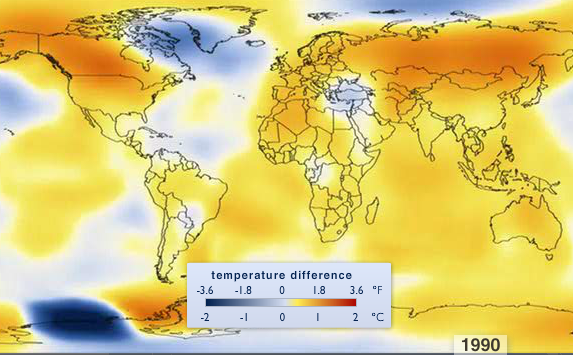 temperature difference
-3.6 -1.8 0 1.8 3.6 °F
-2 -1 0 1 2 °C
1990